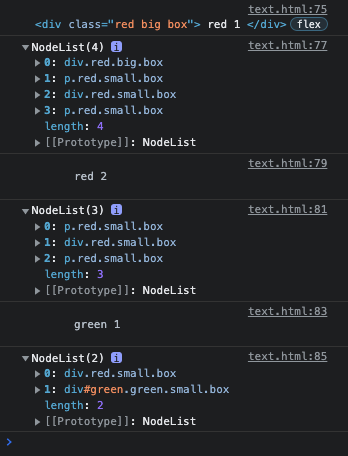 text.html:75
<div class="red big box"> red 1 </div> flex
text.html:77
▼NodeList(4) i
▶0: div.red.big.box
▶1: p.red.small.box
▶2: div.red.small.box
▶3: p.red.small.box
length: 4
▶[[Prototype]]: NodeList
text.html:79
red 2
▼NodeList(3) i text.html:81
▶0: p.red.small.box
▶1: div.red.small.box
▶2: p.red.small.box
length: 3
▶[[Prototype]]: NodeList
text.html:83
green 1
▼NodeList(2) i text.html:85
▶0: div.red.small.box
▶1: div#green.green.small.box
length: 2
▶[[Prototype]]: NodeList
>